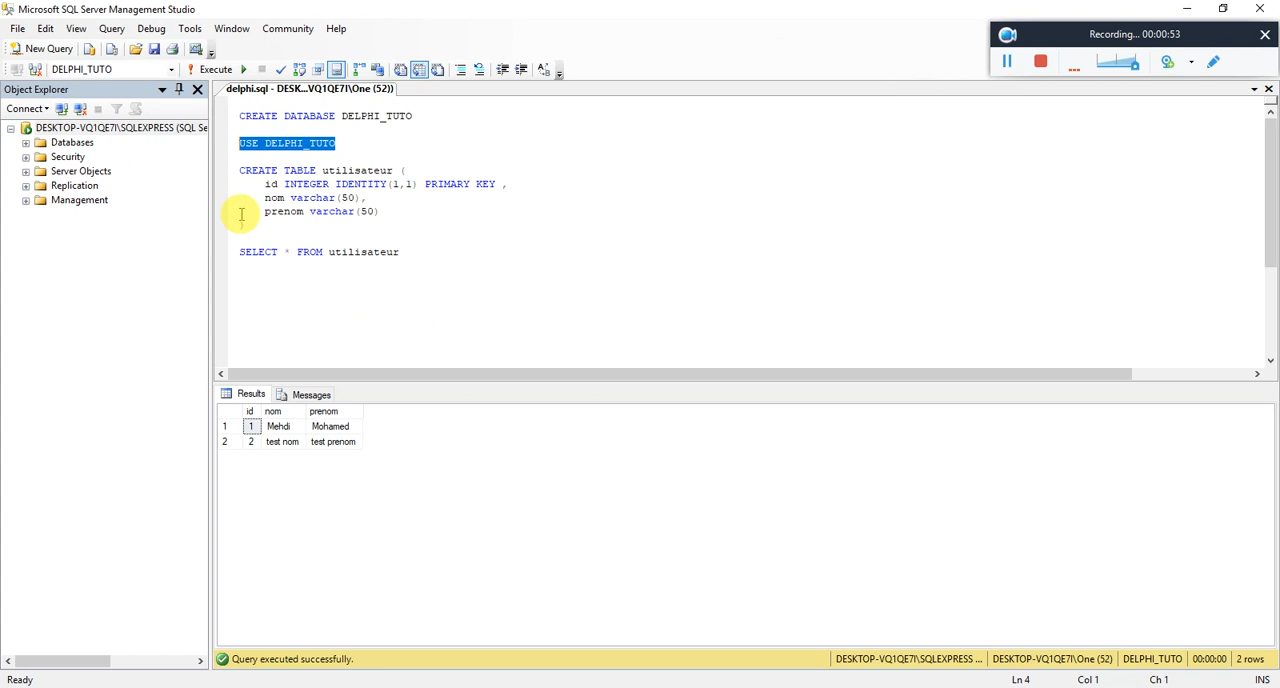 Microsoft SQL Server Management Studio
File Edit View Query Debug Tools Window Community Help
Recording... 00:00:53
New Query
DELPHI_TUTO
Execute
Object Explorer
delphi.sql - DESK...VQ1QE7I\One (52))
Connect
DESKTOP-VQ1QE7I\SQLEXPRESS (SQL Se
Databases
Security
Server Objects
Replication
Management
CREATE DATABASE DELPHI_TUTO
USE DELPHI_TUTO
CREATE TABLE utilisateur (
id INTEGER IDENTITY(1,1) PRIMARY KEY ,
nom varchar(50),
prenom varchar(50)
)
SELECT * FROM utilisateur
Results Messages
id nom prenom
1 1 Mehdi Mohamed
2 2 test nom test prenom
Query executed successfully.
DESKTOP-VQ1QE7I\SQLEXPRESS ... DESKTOP-VQ1QE7I\One (52) DELPHI_TUTO 00:00:00 2 rows
Ready Ln 4 Col 1 Ch 1 INS